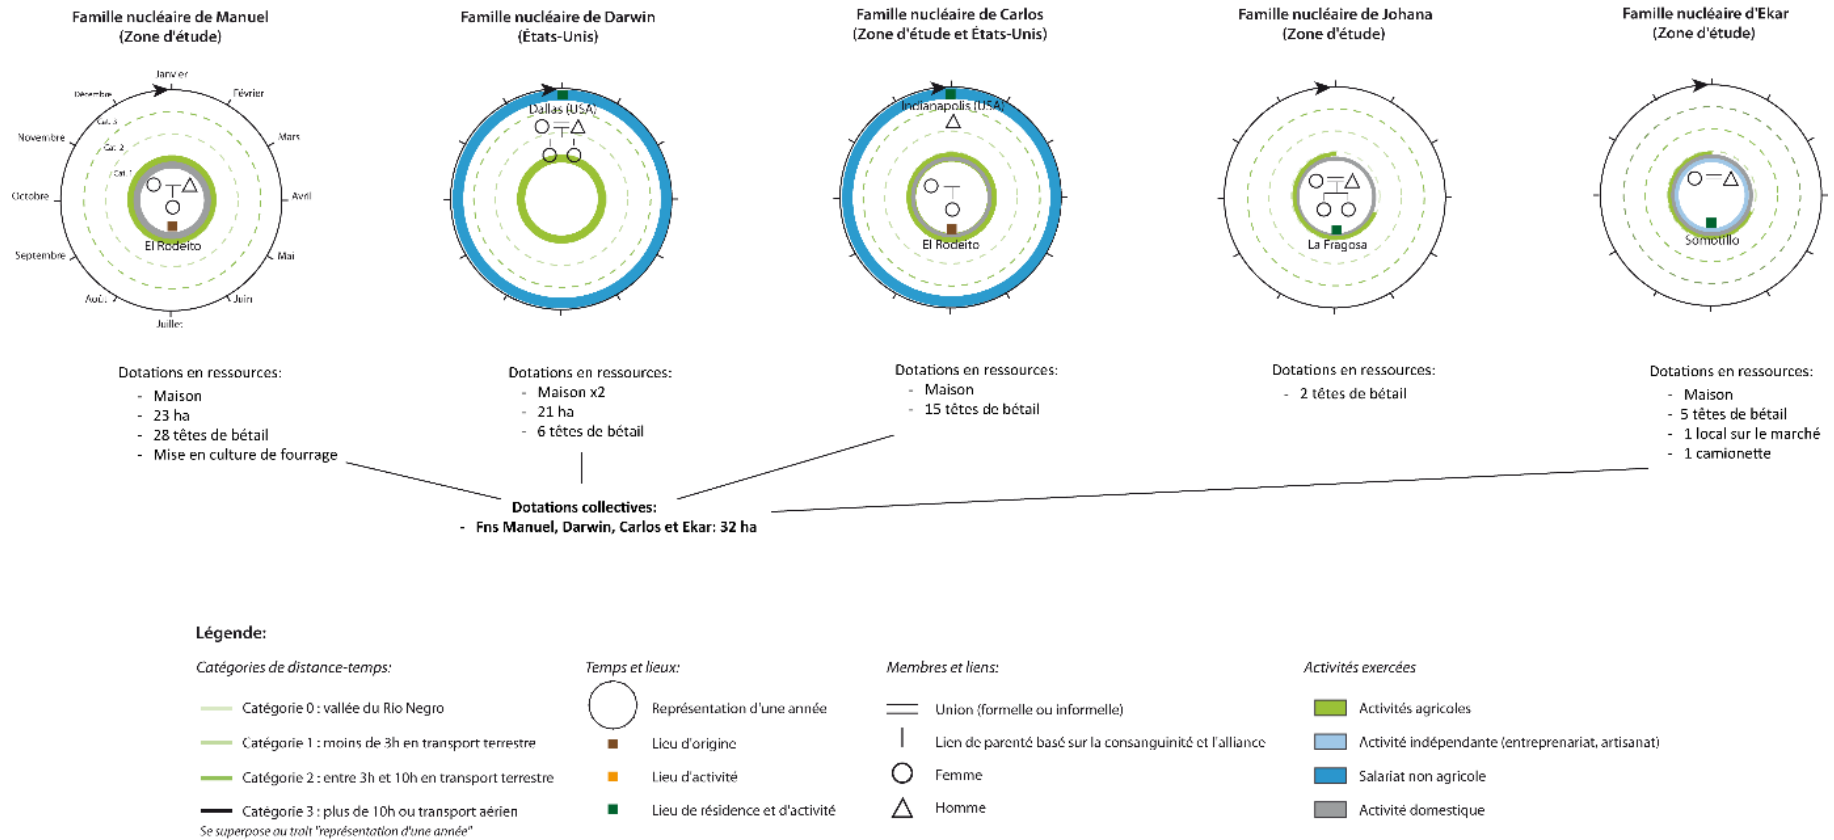 Famille nucléaire de Manuel
(Zone d'étude)
Famille nucléaire de Darwin
(États-Unis)
Famille nucléaire de Carlos
(Zone d'étude et États-Unis)
Famille nucléaire de Johana
(Zone d'étude)
Famille nucléaire d'Ekar
(Zone d'étude)
Janvier
Février
Mars
Avril
Mai
Juin
Juillet
Août
Septembre
Octobre
Novembre
Décembre
Cat. 3
Cat. 2
Cat. 1
El Rodeito
Dallas (USA)
Indianapolis (USA)
El Rodeito
La Fragosa
Somotillo
Dotations en ressources:
- Maison
- 23 ha
- 28 têtes de bétail
- Mise en culture de fourrage
Dotations en ressources:
- Maison x2
- 21 ha
- 6 têtes de bétail
Dotations en ressources:
- Maison
- 15 têtes de bétail
Dotations en ressources:
- 2 têtes de bétail
Dotations en ressources:
- Maison
- 5 têtes de bétail
- 1 local sur le marché
- 1 camionette
Dotations collectives:
- Fns Manuel, Darwin, Carlos et Ekar: 32 ha
Légende:
Catégories de distance-temps:
Catégorie 0 : vallée du Rio Negro
Catégorie 1 : moins de 3h en transport terrestre
Catégorie 2 : entre 3h et 10h en transport terrestre
Catégorie 3 : plus de 10h ou transport aérien
Se superpose au trait "représentation d'une année"
Temps et lieux:
Représentation d'une année
Lieu d'origine
Lieu d'activité
Lieu de résidence et d'activité
Membres et liens:
Union (formelle ou informelle)
Lien de parenté basé sur la consanguinité et l'alliance
Femme
Homme
Activités exercées
Activités agricoles
Activité indépendante (entreprenariat, artisanat)
Salariat non agricole
Activité domestique